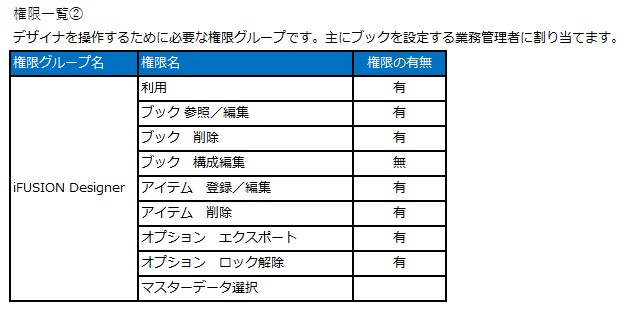 権限一覧②
デザイナを操作するために必要な権限グループです。主にブックを設定する業務管理者に割り当てます。
権限グループ名 権限名 権限の有無
利用 有
ブック 参照／編集 有
ブック　削除 有
ブック　構成編集 無
iFUSION Designer アイテム　登録／編集 有
アイテム　削除 有
オプション　エクスポート 有
オプション　ロック解除 有
マスターデータ選択